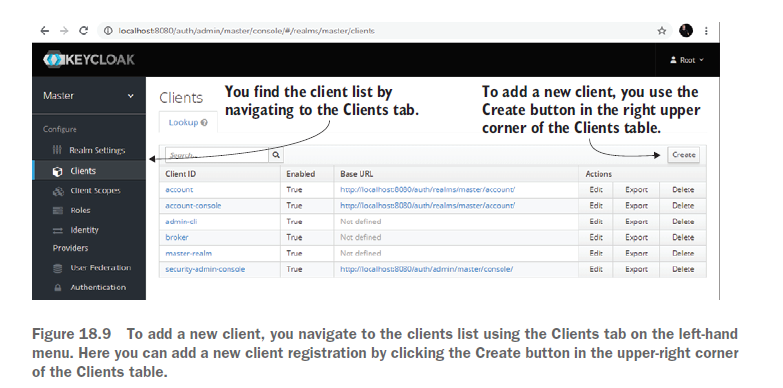 localhost:8080/auth/admin/master/console/#/realms/master/clients
KEYCLOAK
Root
Master
Clients
You find the client list by
navigating to the Clients tab.
To add a new client, you use the
Create button in the right upper
corner of the Clients table.
Lookup
Configure
Realm Settings
Clients
Client Scopes
Roles
Identity
Providers
User Federation
Authentication
Search...
Create
Client ID Enabled Base URL Actions
account True http://localhost:8080/auth/realms/master/account/ Edit Export Delete
account-console True http://localhost:8080/auth/realms/master/account/ Edit Export Delete
admin-cli True Not defined Edit Export Delete
broker True Not defined Edit Export Delete
master-realm True Not defined Edit Export Delete
security-admin-console True http://localhost:8080/auth/admin/master/console/ Edit Export Delete
Figure 18.9 To add a new client, you navigate to the clients list using the Clients tab on the left-hand
menu. Here you can add a new client registration by clicking the Create button in the upper-right corner
of the Clients table.